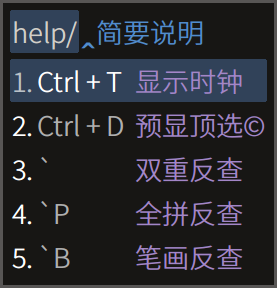 help/‸简要说明
1. Ctrl + T 显示时钟
2. Ctrl + D 预显顶选©
3. ` 双重反查
4. `P 全拼反查
5. `B 笔画反查